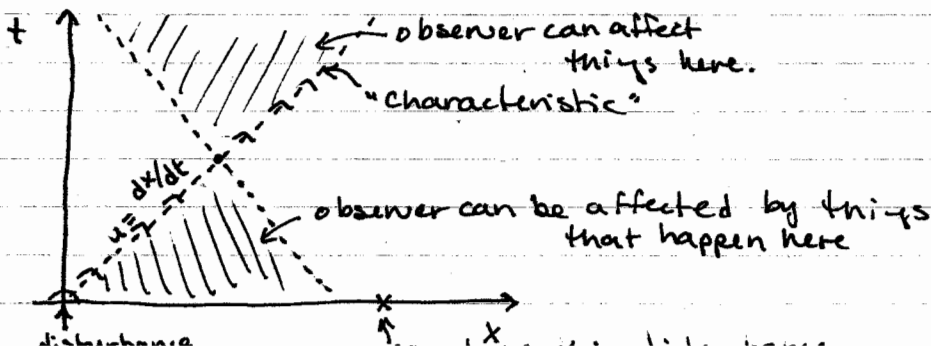 t
observer can affect
things here.
"Characteristic"
u = dx/dt
observer can be affected by things
that happen here
x
disturbance